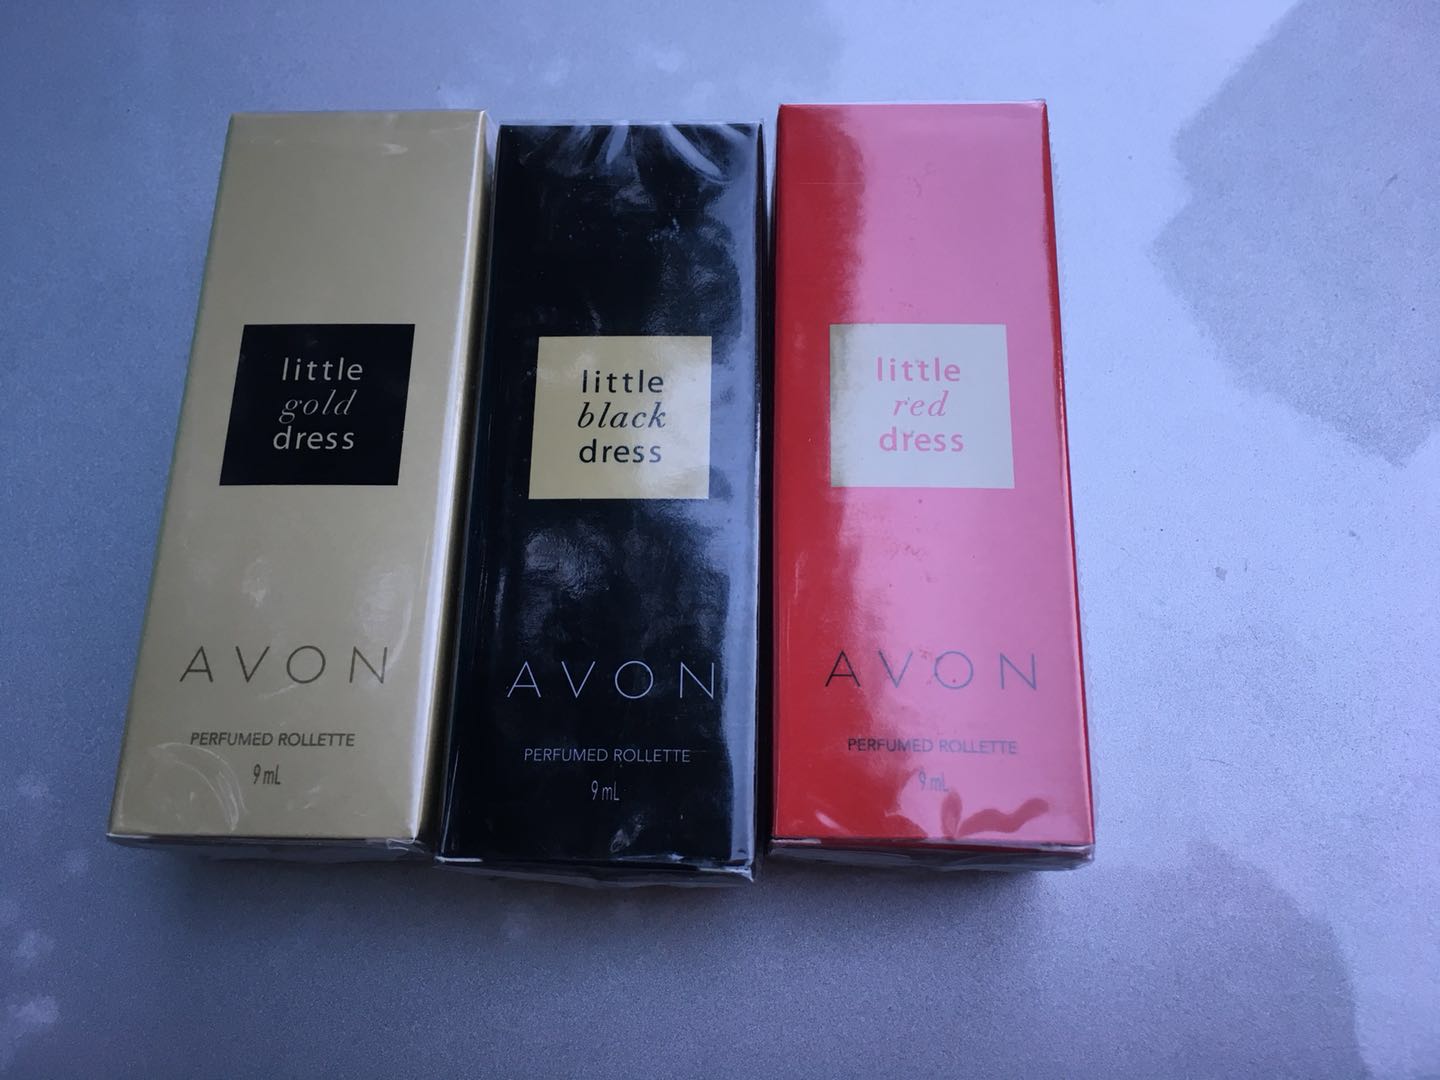 little
gold
dress
AVON
PERFUMED ROLLETTE
9 mL
little
black
dress
AVON
PERFUMED ROLLETTE
9 mL
little
red
dress
AVON
PERFUMED ROLLETTE
9 mL